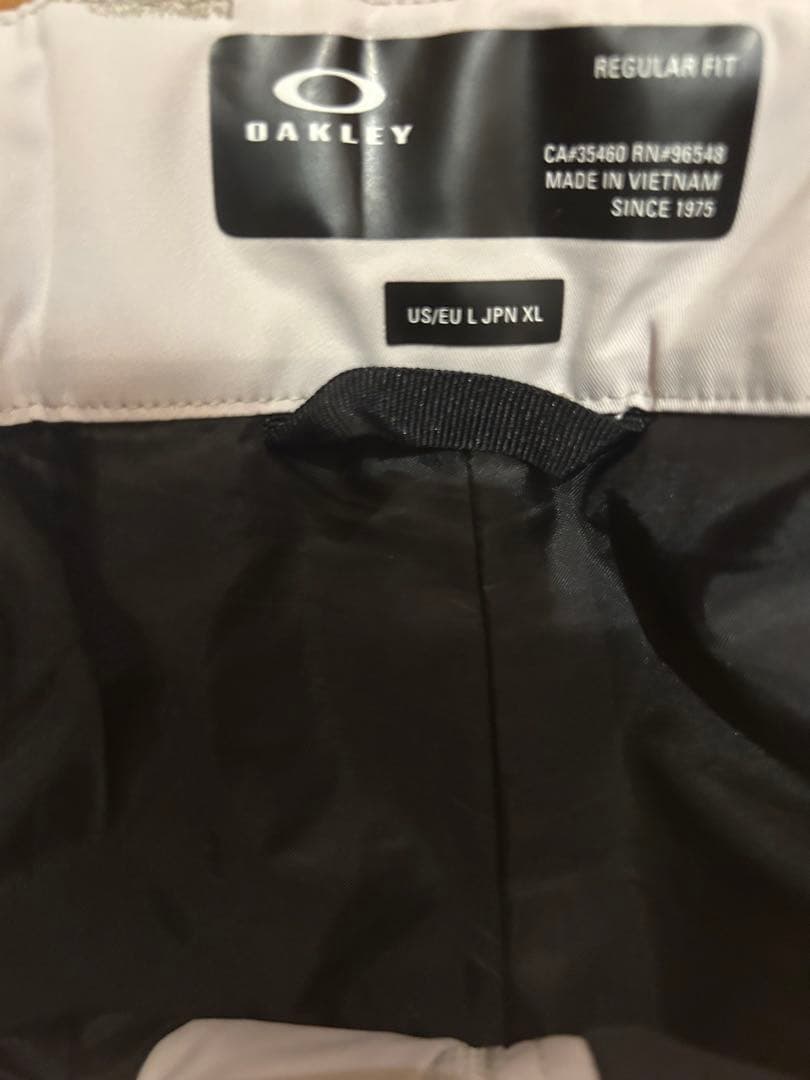 OAKLEY
REGULAR FIT
CA#35460 RN#96548
MADE IN VIETNAM
SINCE 1975
US/EU L JPN XL